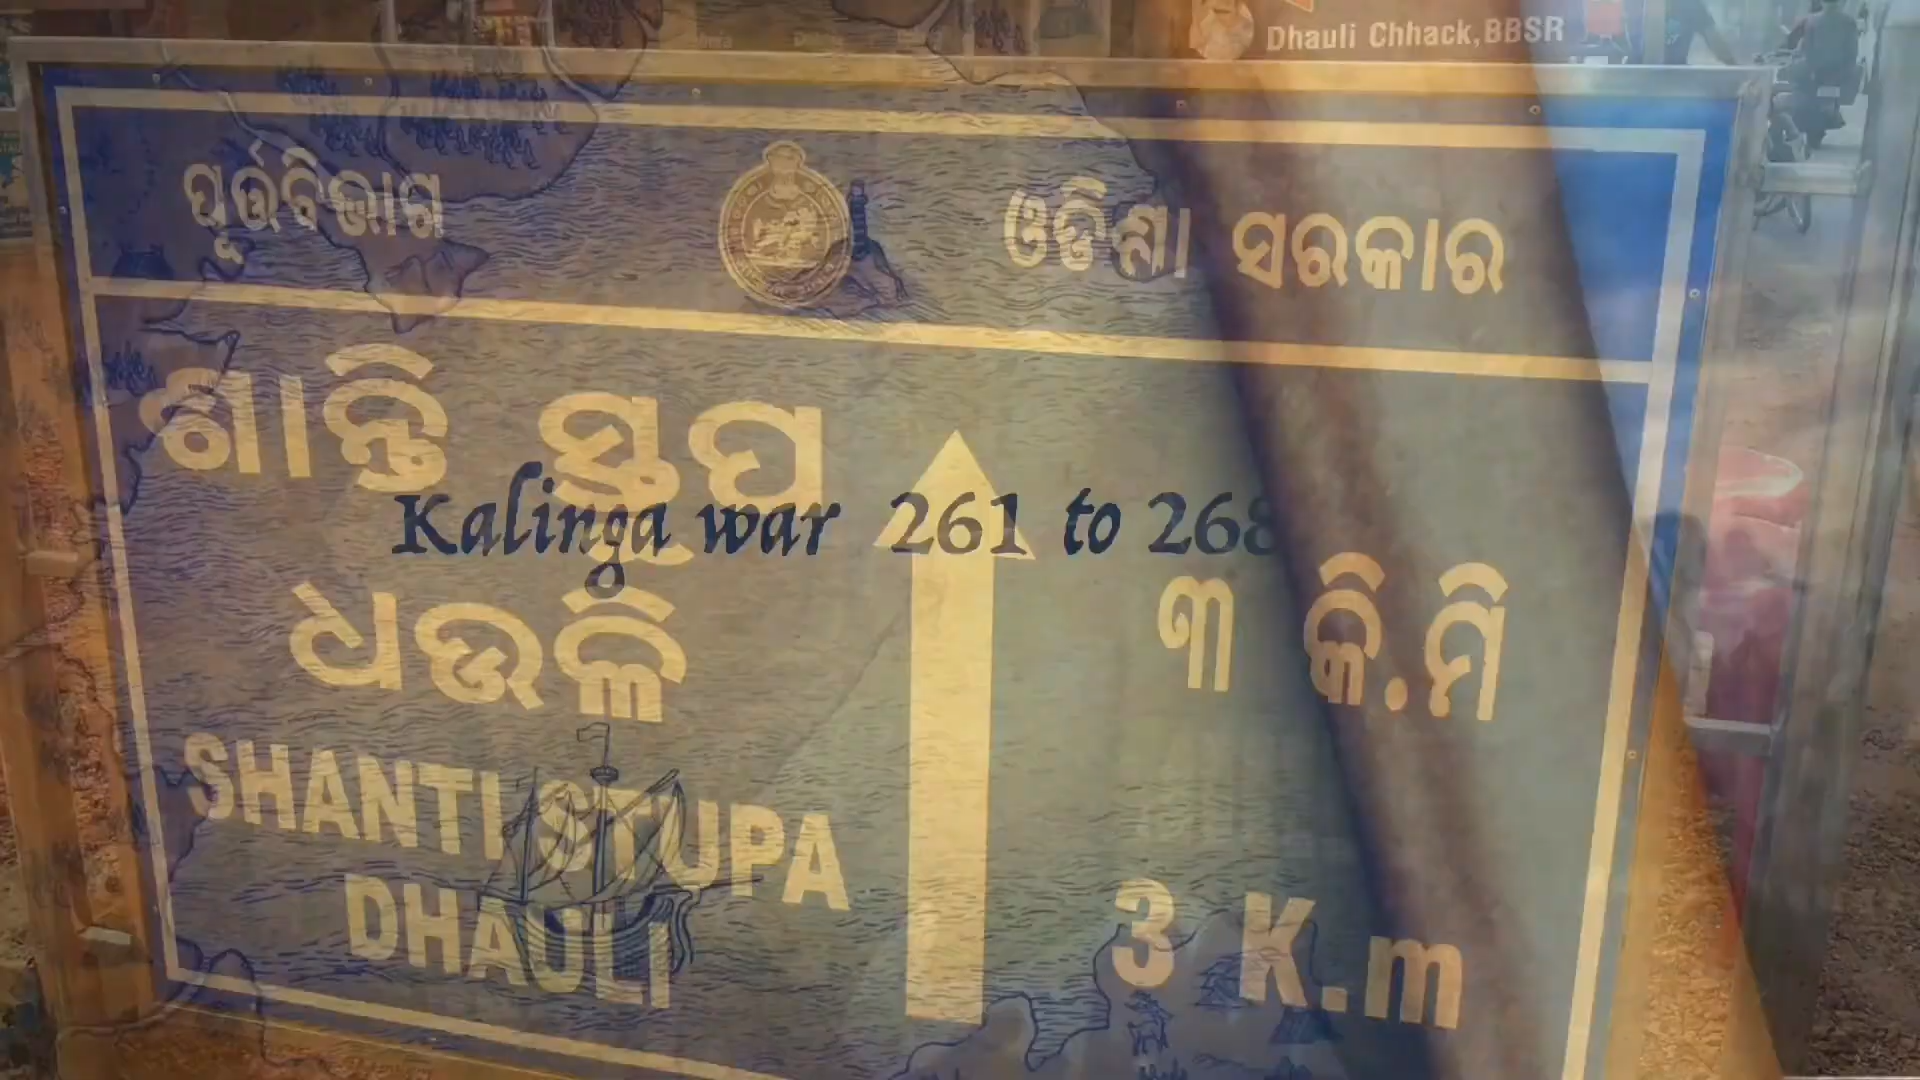 Dhauli Chhack,BBSR
ପୂର୍ତ୍ତବିଭାଗ
ଓଡିଶା ସରକାର
ଶାନ୍ତି ସ୍ତୂପ
Kalinga war 261 to 268
ଧଉଳି
୩ କି.ମି
SHANTI STUPA
DHAULI
3 K.m